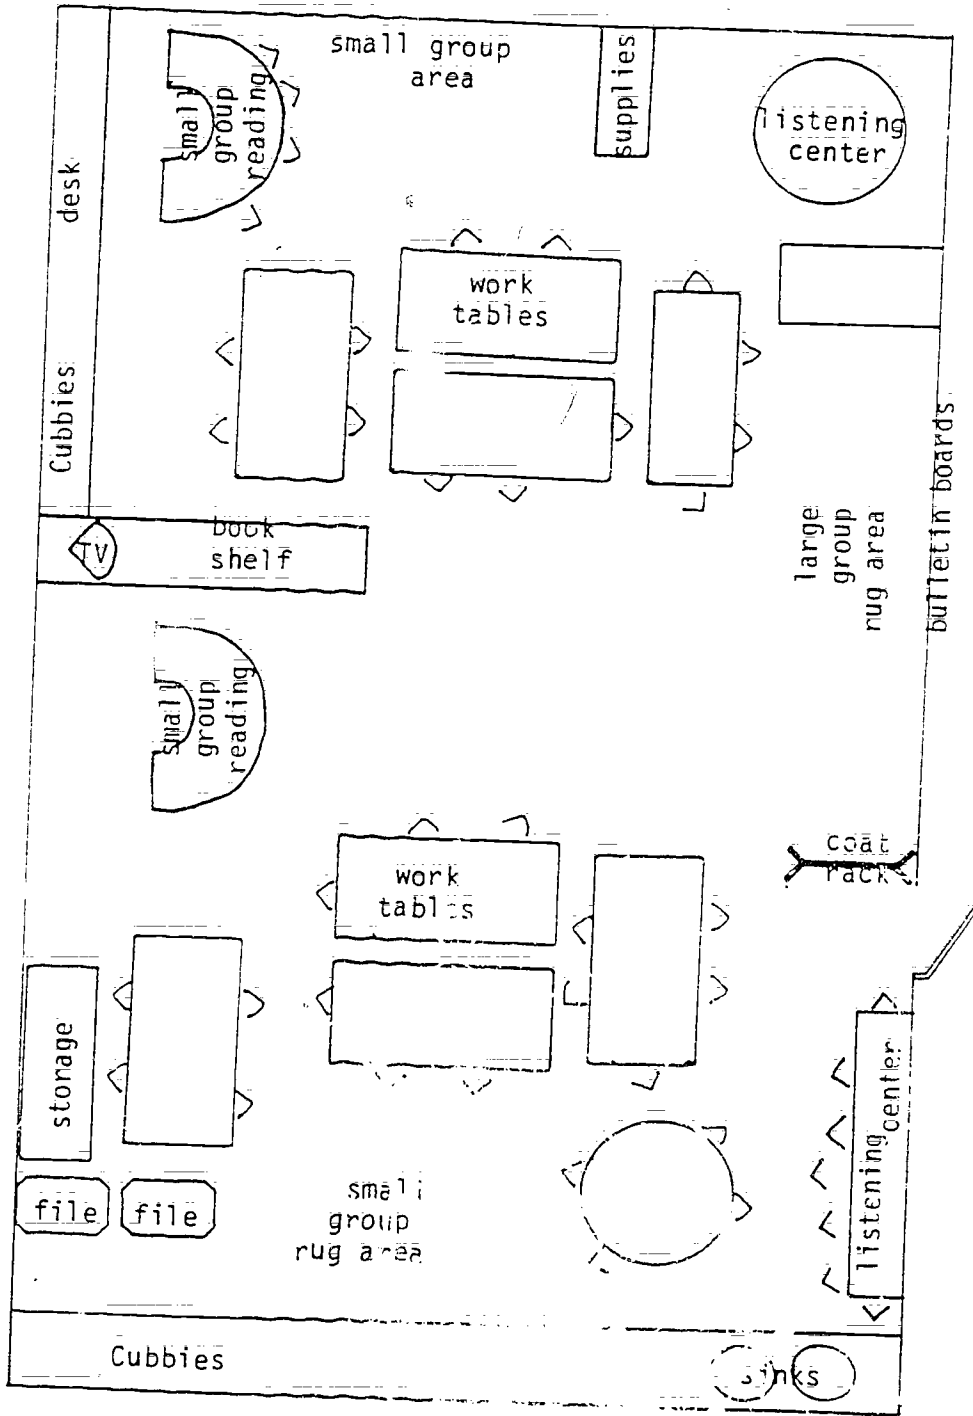 small group
area
supplies
listening
center
small
group
reading
desk
Cubbies
work
tables
bulletin boards
large
group
rug area
TV
book
shelf
small
group
reading
coat
rack
work
tables
storage
listening
center
file
file
small
group
rug area
Cubbies
sinks